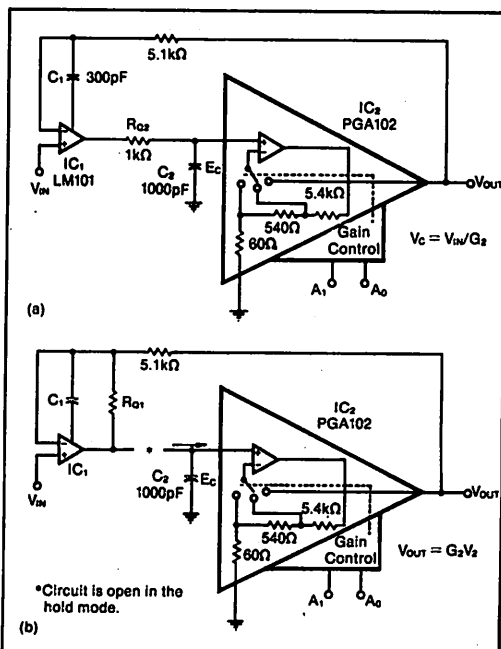 5.1kΩ
C₁ 300pF
IC₂
PGA102
R_Q2
1kΩ
IC₁
LM101
V_IN
C₂
1000pF
E_C
5.4kΩ
540Ω
60Ω
Gain
Control
V_OUT
V_C = V_IN/G₂
A₁ A₀
(a)
5.1kΩ
C₁
R_Q1
IC₂
PGA102
IC₁
*
V_IN
C₂
1000pF
E_C
5.4kΩ
540Ω
60Ω
Gain
Control
V_OUT
V_OUT = G₂V₂
A₁ A₀
*Circuit is open in the
hold mode.
(b)